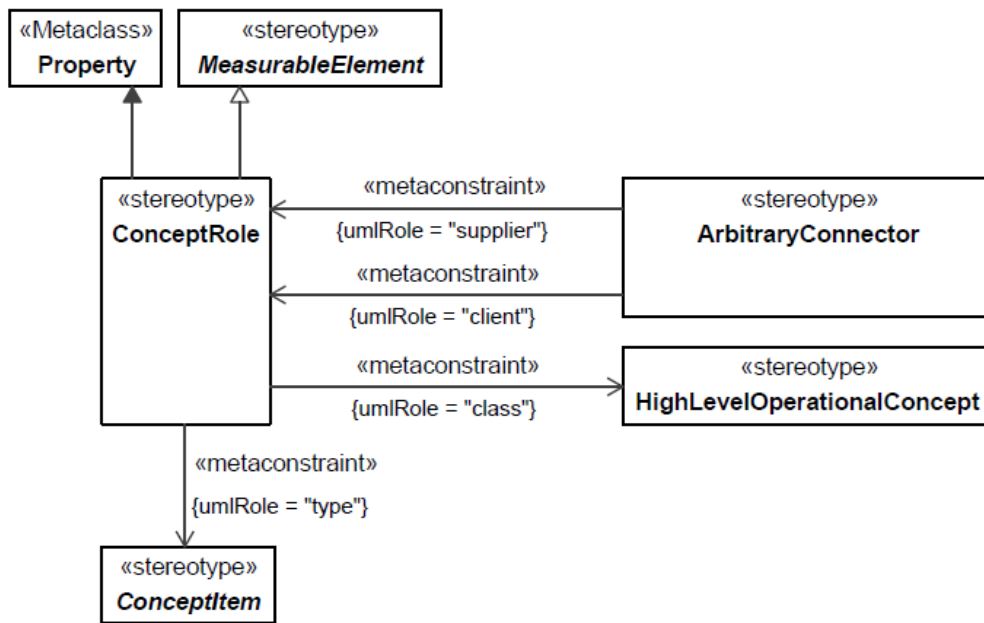 «Metaclass»
Property
«stereotype»
MeasurableElement
«stereotype»
ConceptRole
«metaconstraint»
{umlRole = "supplier"}
«metaconstraint»
{umlRole = "client"}
«stereotype»
ArbitraryConnector
«metaconstraint»
{umlRole = "class"}
«stereotype»
HighLevelOperationalConcept
«metaconstraint»
{umlRole = "type"}
«stereotype»
ConceptItem